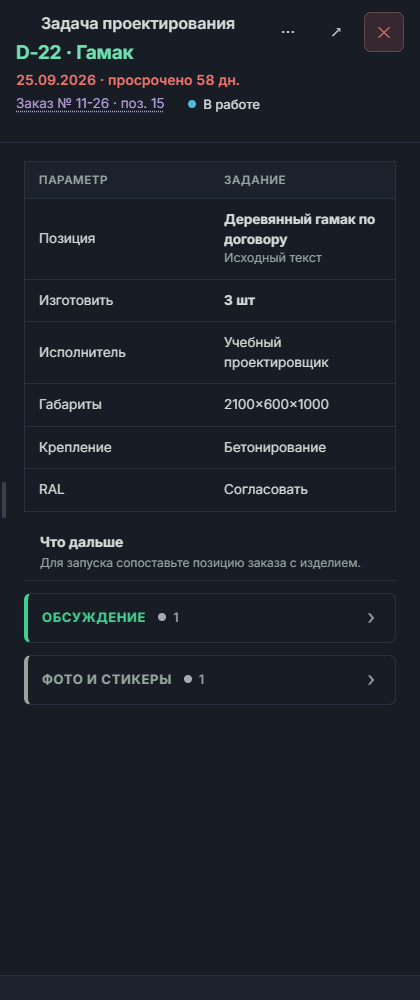 Задача проектирования
D-22 · Гамак
25.09.2026 · просрочено 58 дн.
Заказ № 11-26 · поз. 15
В работе
ПАРАМЕТР
ЗАДАНИЕ
Позиция
Деревянный гамак по
договору
Исходный текст
Изготовить
3 шт
Исполнитель
Учебный
проектировщик
Габариты
2100×600×1000
Крепление
Бетонирование
RAL
Согласовать
Что дальше
Для запуска сопоставьте позицию заказа с изделием.
ОБСУЖДЕНИЕ 1
ФОТО И СТИКЕРЫ 1